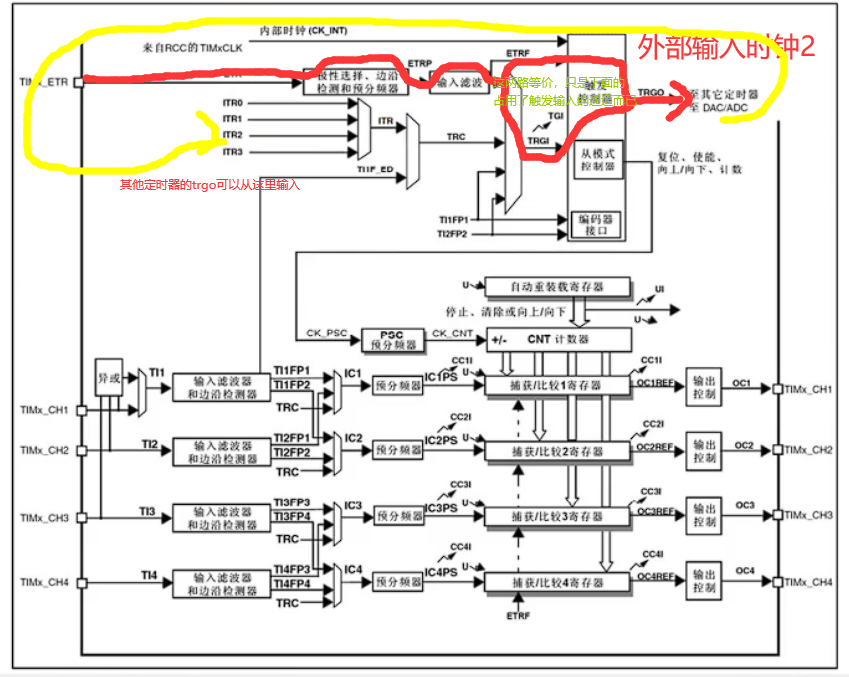 内部时钟 (CK_INT)
外部输入时钟2
来自RCC的 TIMxCLK
ETRF
ETRP
TIMx_ETR
极性选择、边沿
检测和预分频器
输入滤波
这两路等价，只是下面的
占用了触发输入的通道而已
触发
控制器
TRGO
至其它定时器
至 DAC/ADC
ITR0
ITR1
ITR2
ITR3
ITR
TRC
TI1F_ED
TGI
TRGI
从模式
控制器
复位、使能、
向上/向下、计数
其他定时器的trgo可以从这里输入
TI1FP1
TI2FP2
编码器
接口
U
自动重装载寄存器
UI
停止、清除或向上/向下
U
CK_PSC
PSC
预分频器
CK_CNT
+/-
CNT 计数器
异或
TI1
输入滤波器
和边沿检测器
TI1FP1
TI1FP2
TRC
IC1
预分频器
IC1PS
CC1I
U
捕获/比较1寄存器
CC1I
OC1REF
输出
控制
OC1
TIMx_CH1
TIMx_CH1
TIMx_CH2
TI2
输入滤波器
和边沿检测器
TI2FP1
TI2FP2
TRC
IC2
预分频器
IC2PS
CC2I
U
捕获/比较2寄存器
CC2I
OC2REF
输出
控制
OC2
TIMx_CH2
TIMx_CH3
TI3
输入滤波器
和边沿检测器
TI3FP3
TI3FP4
TRC
IC3
预分频器
IC3PS
CC3I
U
捕获/比较3寄存器
CC3I
OC3REF
输出
控制
OC3
TIMx_CH3
TIMx_CH4
TI4
输入滤波器
和边沿检测器
TI4FP3
TI4FP4
TRC
IC4
预分频器
IC4PS
CC4I
U
捕获/比较4寄存器
CC4I
OC4REF
输出
控制
OC4
TIMx_CH4
ETRF